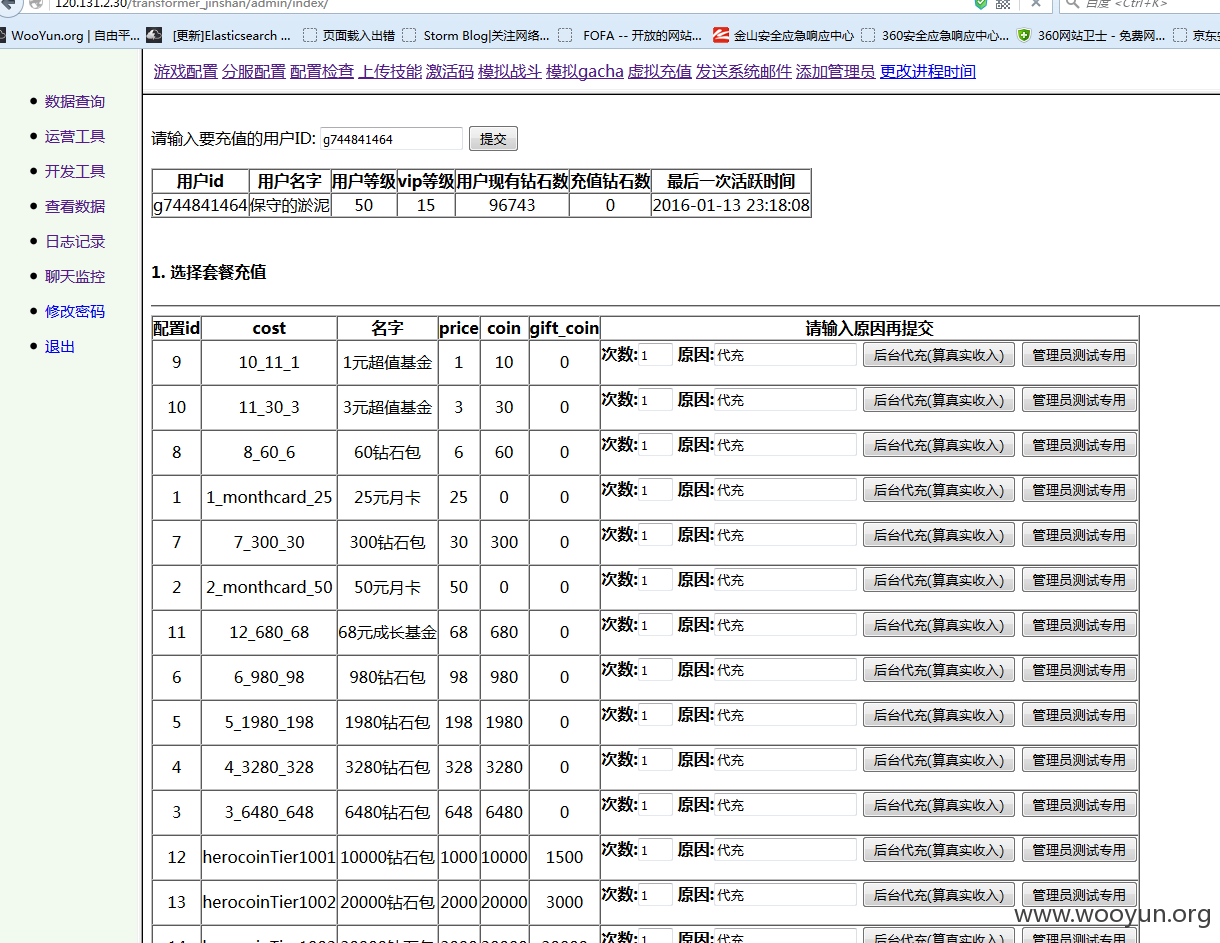 120.131.2.30/transformer_jinshan/admin/index/
百度 <Ctrl+K>
WooYun.org | 自由平... [更新]Elasticsearch ... 页面载入出错 Storm Blog|关注网络... FOFA -- 开放的网站... 金山安全应急响应中心 360安全应急响应中心... 360网站卫士 - 免费网... 京东安
游戏配置 分服配置 配置检查 上传技能 激活码 模拟战斗 模拟gacha 虚拟充值 发送系统邮件 添加管理员 更改进程时间
数据查询
运营工具
开发工具
查看数据
日志记录
聊天监控
修改密码
退出
请输入要充值的用户ID: g744841464 提交
用户id 用户名字 用户等级 vip等级 用户现有钻石数 充值钻石数 最后一次活跃时间
g744841464 保守的淤泥 50 15 96743 0 2016-01-13 23:18:08
1. 选择套餐充值
配置id cost 名字 price coin gift_coin 请输入原因再提交
9 10_11_1 1元超值基金 1 10 0 次数: 1 原因: 代充 后台代充(算真实收入) 管理员测试专用
10 11_30_3 3元超值基金 3 30 0 次数: 1 原因: 代充 后台代充(算真实收入) 管理员测试专用
8 8_60_6 60钻石包 6 60 0 次数: 1 原因: 代充 后台代充(算真实收入) 管理员测试专用
1 1_monthcard_25 25元月卡 25 0 0 次数: 1 原因: 代充 后台代充(算真实收入) 管理员测试专用
7 7_300_30 300钻石包 30 300 0 次数: 1 原因: 代充 后台代充(算真实收入) 管理员测试专用
2 2_monthcard_50 50元月卡 50 0 0 次数: 1 原因: 代充 后台代充(算真实收入) 管理员测试专用
11 12_680_68 68元成长基金 68 680 0 次数: 1 原因: 代充 后台代充(算真实收入) 管理员测试专用
6 6_980_98 980钻石包 98 980 0 次数: 1 原因: 代充 后台代充(算真实收入) 管理员测试专用
5 5_1980_198 1980钻石包 198 1980 0 次数: 1 原因: 代充 后台代充(算真实收入) 管理员测试专用
4 4_3280_328 3280钻石包 328 3280 0 次数: 1 原因: 代充 后台代充(算真实收入) 管理员测试专用
3 3_6480_648 6480钻石包 648 6480 0 次数: 1 原因: 代充 后台代充(算真实收入) 管理员测试专用
12 herocoinTier1001 10000钻石包 1000 10000 1500 次数: 1 原因: 代充 后台代充(算真实收入) 管理员测试专用
13 herocoinTier1002 20000钻石包 2000 20000 3000 次数: 1 原因: 代充 后台代充(算真实收入) 管理员测试专用
次数: 1 原因: 代充 后台代充(算真实收入) 管理员测试专用
www.wooyun.org